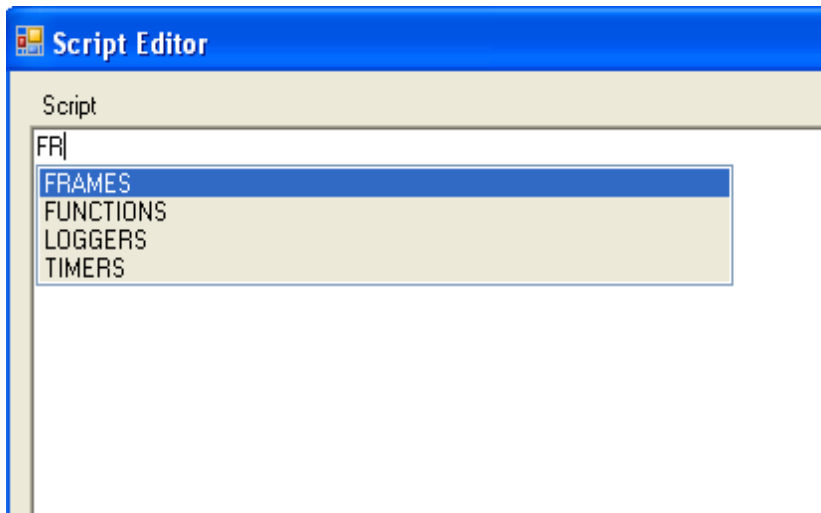 Script Editor
Script
FR
FRAMES
FUNCTIONS
LOGGERS
TIMERS